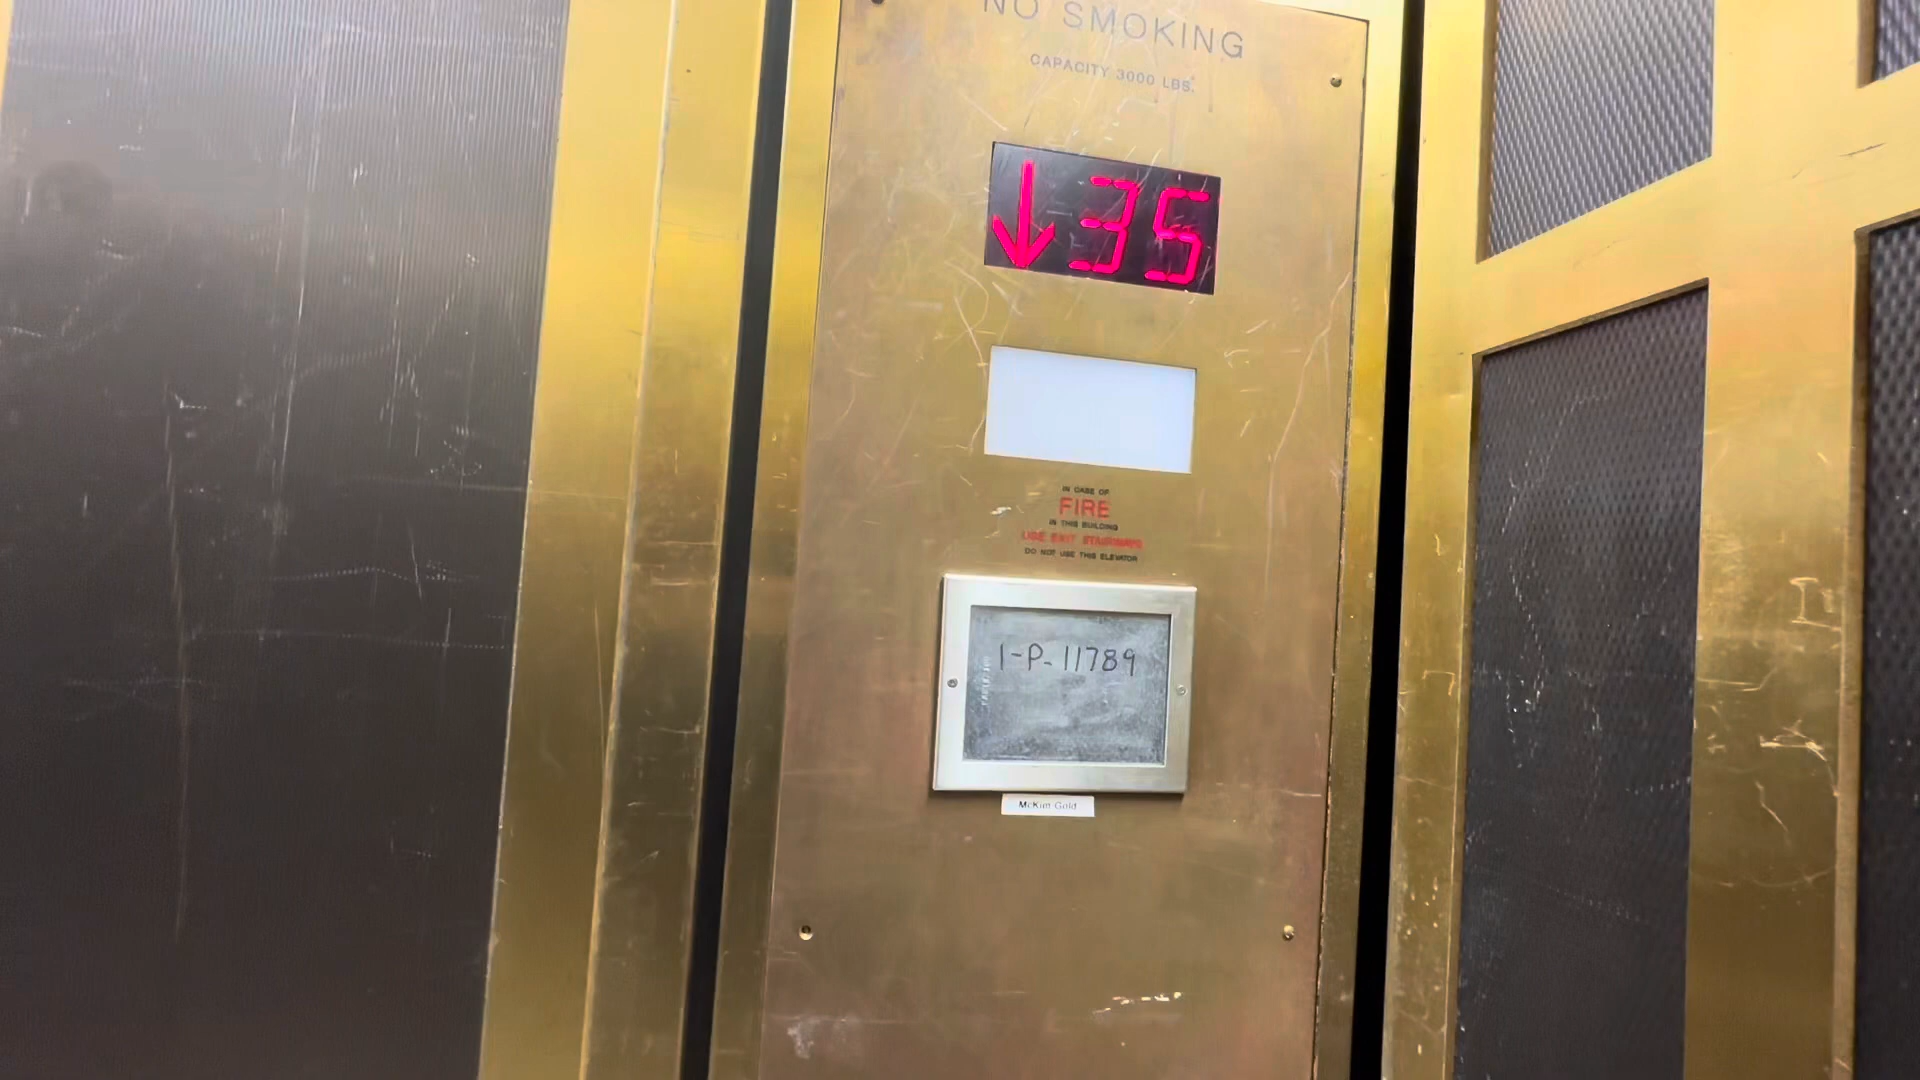 NO SMOKING
CAPACITY 3000 LBS.
↓35
IN CASE OF
FIRE
IN THIS BUILDING
USE EXIT STAIRWAYS
DO NOT USE THIS ELEVATOR
1-P-11789
McKim Gold